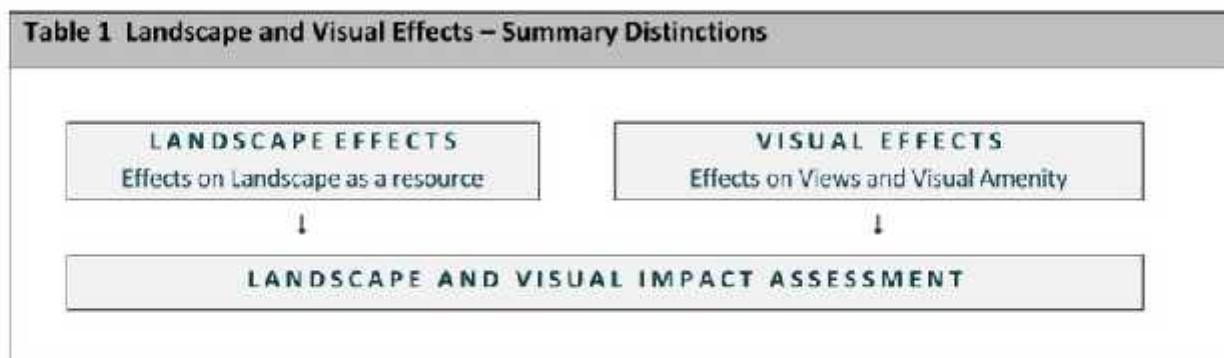 Table 1 Landscape and Visual Effects – Summary Distinctions
LANDSCAPE EFFECTS
Effects on Landscape as a resource
VISUAL EFFECTS
Effects on Views and Visual Amenity
LANDSCAPE AND VISUAL IMPACT ASSESSMENT